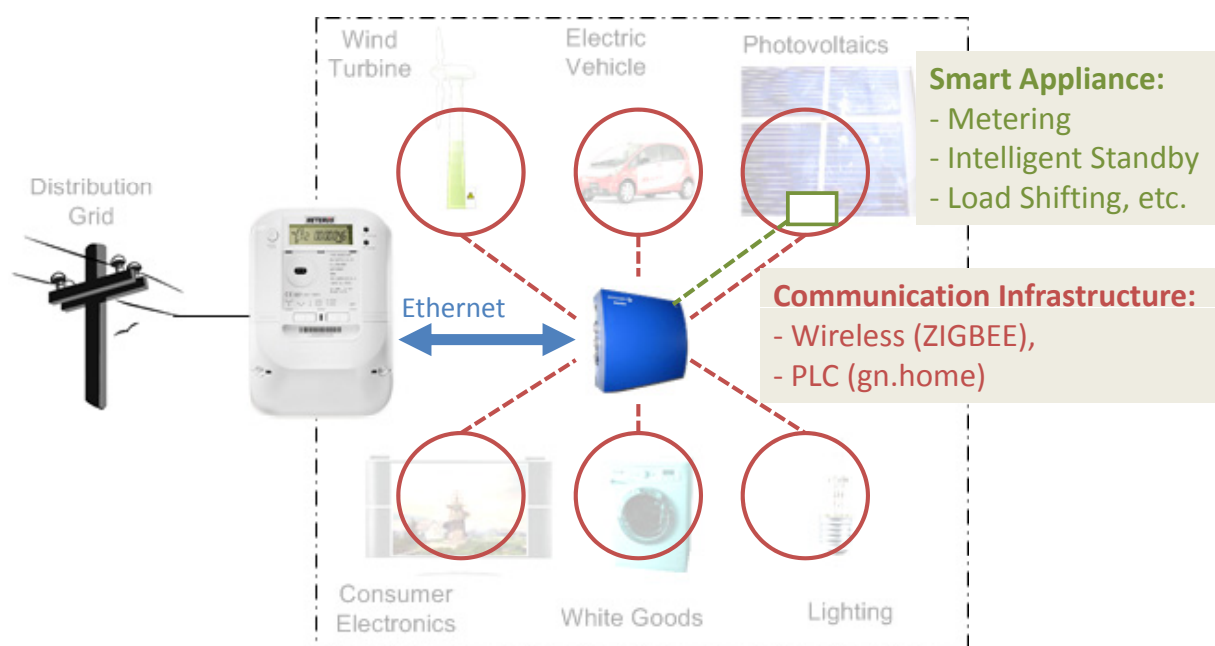 Wind
Turbine
Electric
Vehicle
Photovoltaics
Smart Appliance:
- Metering
- Intelligent Standby
- Load Shifting, etc.
Distribution
Grid
Ethernet
Communication Infrastructure:
- Wireless (ZIGBEE),
- PLC (gn.home)
Consumer
Electronics
White Goods
Lighting